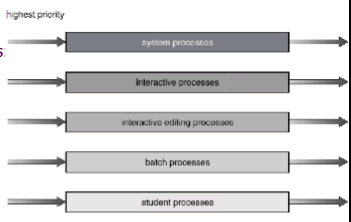 highest priority
system processes
s:
interactive processes
interactive editing processes
batch processes
student processes